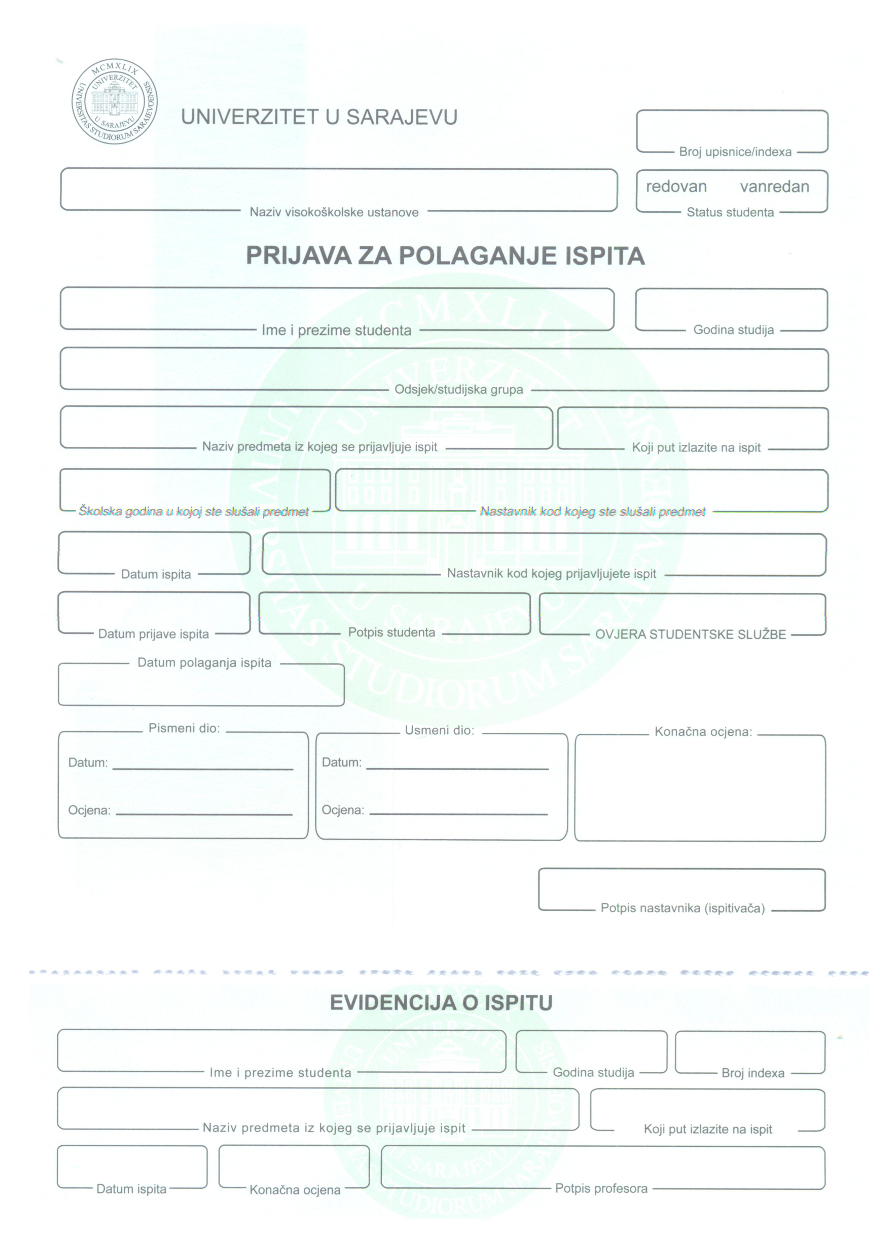 MCMXLIX
UNIVERZITET
U SARAJEVU
UNIVERSITAS STUDIORUM SARAJEVOENSIS
UNIVERZITET U SARAJEVU
Broj upisnice/indexa
redovan vanredan
Naziv visokoškolske ustanove Status studenta
PRIJAVA ZA POLAGANJE ISPITA
Ime i prezime studenta Godina studija
Odsjek/studijska grupa
Naziv predmeta iz kojeg se prijavljuje ispit Koji put izlazite na ispit
Školska godina u kojoj ste slušali predmet Nastavnik kod kojeg ste slušali predmet
Datum ispita Nastavnik kod kojeg prijavljujete ispit
Datum prijave ispita Potpis studenta OVJERA STUDENTSKE SLUŽBE
Datum polaganja ispita
Pismeni dio: Usmeni dio: Konačna ocjena:
Datum: Datum:
Ocjena: Ocjena:
Potpis nastavnika (ispitivača)
EVIDENCIJA O ISPITU
Ime i prezime studenta Godina studija Broj indexa
Naziv predmeta iz kojeg se prijavljuje ispit Koji put izlazite na ispit
Datum ispita Konačna ocjena Potpis profesora